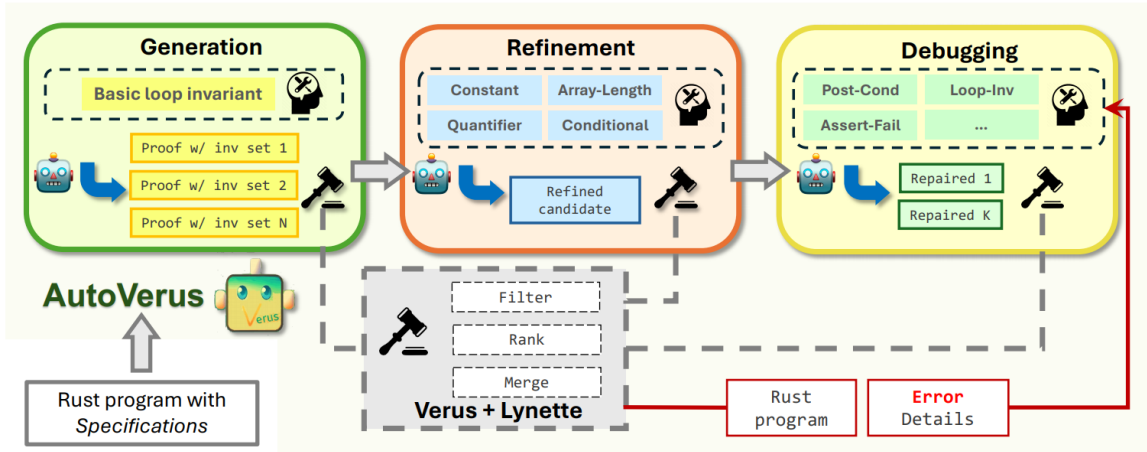 Generation
Basic loop invariant
Proof w/ inv set 1
Proof w/ inv set 2
Proof w/ inv set N
Refinement
Constant
Array-Length
Quantifier
Conditional
Refined
candidate
Debugging
Post-Cond
Loop-Inv
Assert-Fail
...
Repaired 1
Repaired K
AutoVerus
Verus
Rust program with
Specifications
Filter
Rank
Merge
Verus + Lynette
Rust
program
Error
Details